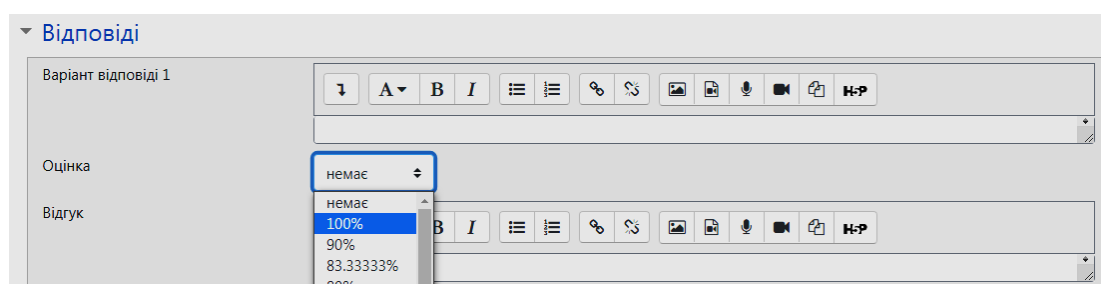 Відповіді
Варіант відповіді 1
A B I H-P
Оцінка
немає
немає
100%
90%
83.33333%
Відгук
B I H-P